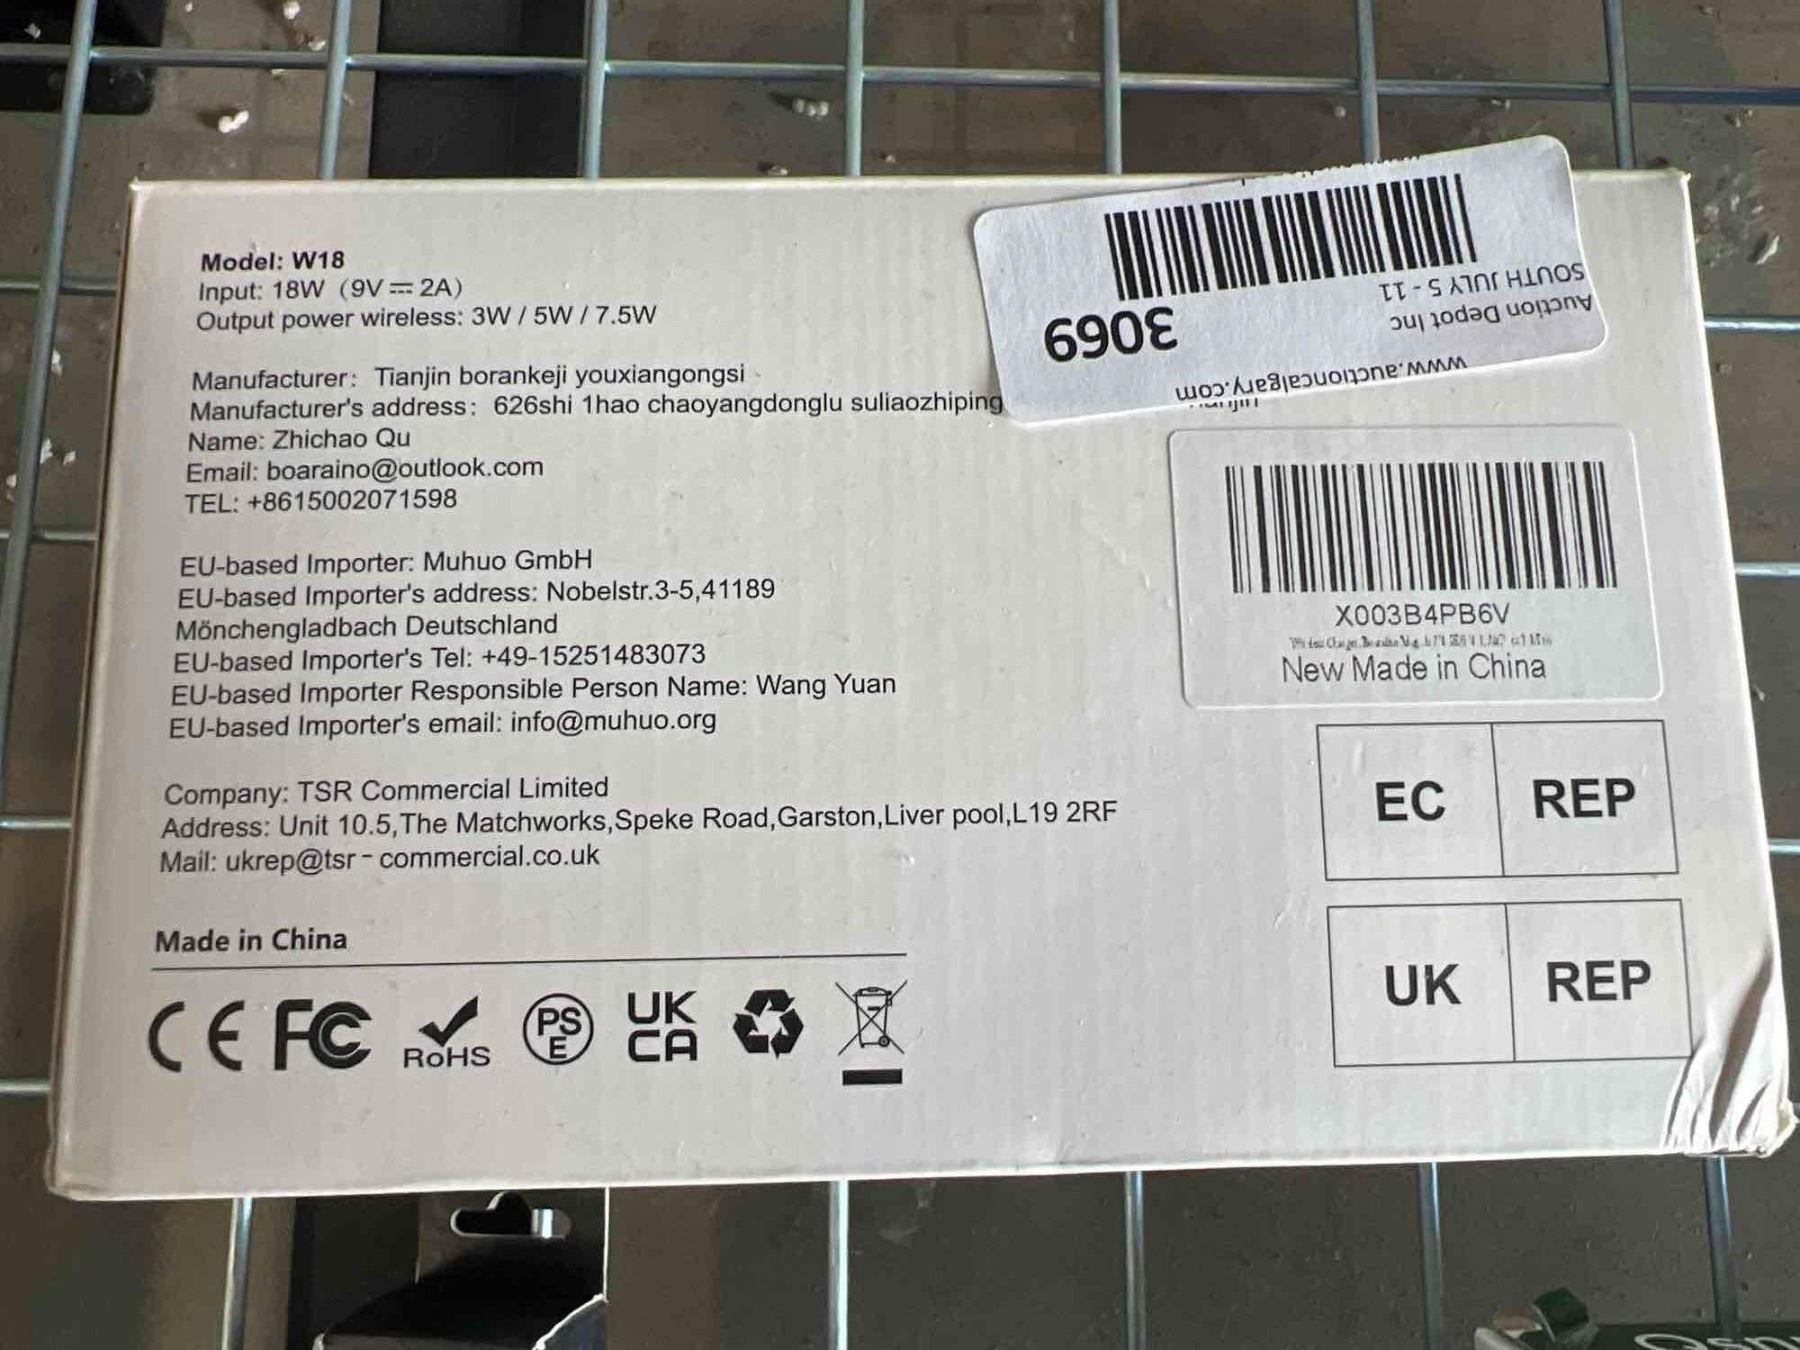 Model: W18
Input: 18W (9V⎓2A)
Output power wireless: 3W / 5W / 7.5W
Manufacturer: Tianjin borankeji youxiangongsi
Manufacturer's address: 626shi 1hao chaoyangdonglu suliaozhiping
Name: Zhichao Qu
Email: boaraino@outlook.com
TEL: +8615002071598
EU-based Importer: Muhuo GmbH
EU-based Importer's address: Nobelstr.3-5,41189
Mönchengladbach Deutschland
EU-based Importer's Tel: +49-15251483073
EU-based Importer Responsible Person Name: Wang Yuan
EU-based Importer's email: info@muhuo.org
Company: TSR Commercial Limited
Address: Unit 10.5,The Matchworks,Speke Road,Garston,Liver pool,L19 2RF
Mail: ukrep@tsr-commercial.co.uk
Made in China
CE FC RoHS PSE UKCA
www.auctioncalgary.com
Auction Depot Inc
SOUTH JULY 5 - 11
3069
X003B4PB6V
New Made in China
EC REP
UK REP